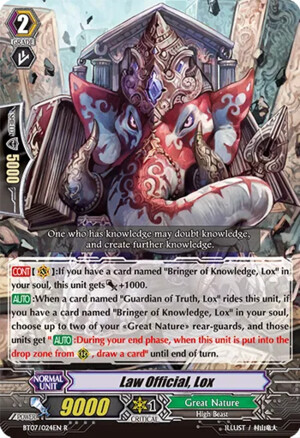 2
GRADE
5000
One who has knowledge may doubt knowledge,
and create further knowledge.
CONT [ ]:If you have a card named "Bringer of Knowledge, Lox" in
your soul, this unit gets +1000.
AUTO:When a card named "Guardian of Truth, Lox" rides this unit, if
you have a card named "Bringer of Knowledge, Lox" in your soul,
choose up to two of your «Great Nature» rear-guards, and those
units get "AUTO:During your end phase, when this unit is put into the
drop zone from , draw a card" until end of turn.
NORMAL
UNIT
Law Official, Lox
POWER
9000
1
CRITICAL
Great Nature
High Beast
BT07/024EN R
ILLUST /